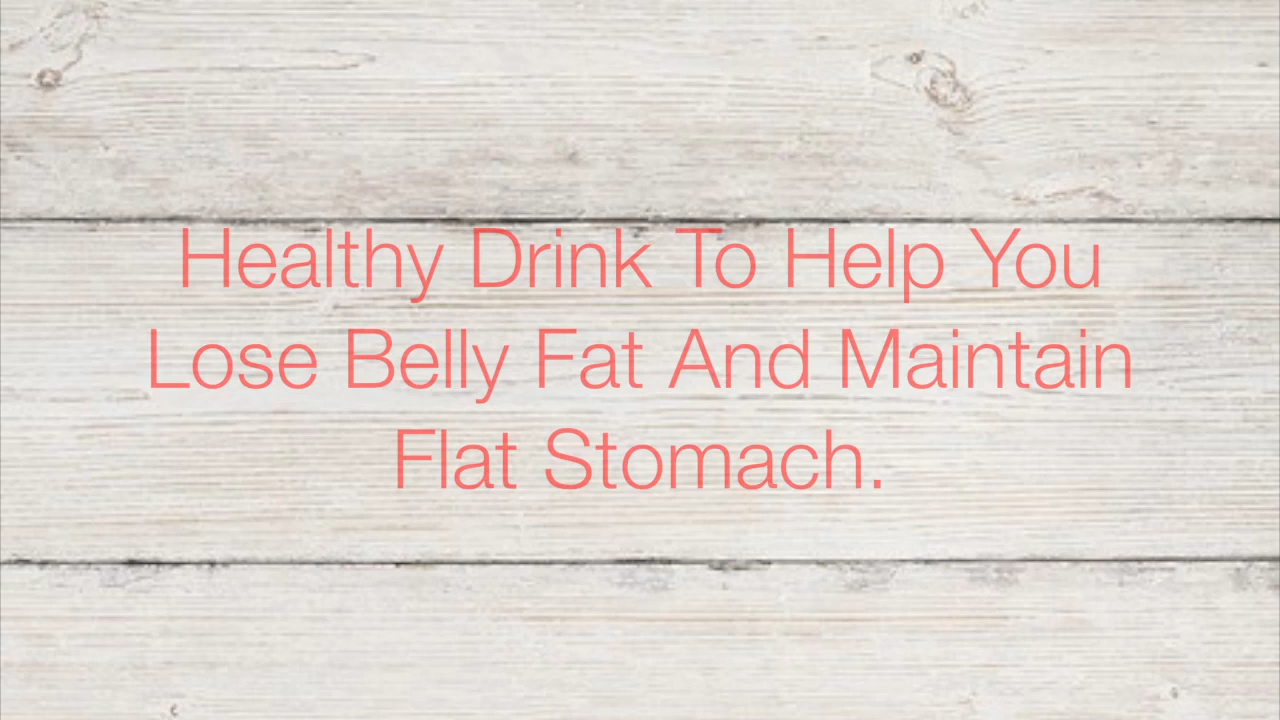 Healthy Drink To Help You
Lose Belly Fat And Maintain
Flat Stomach.